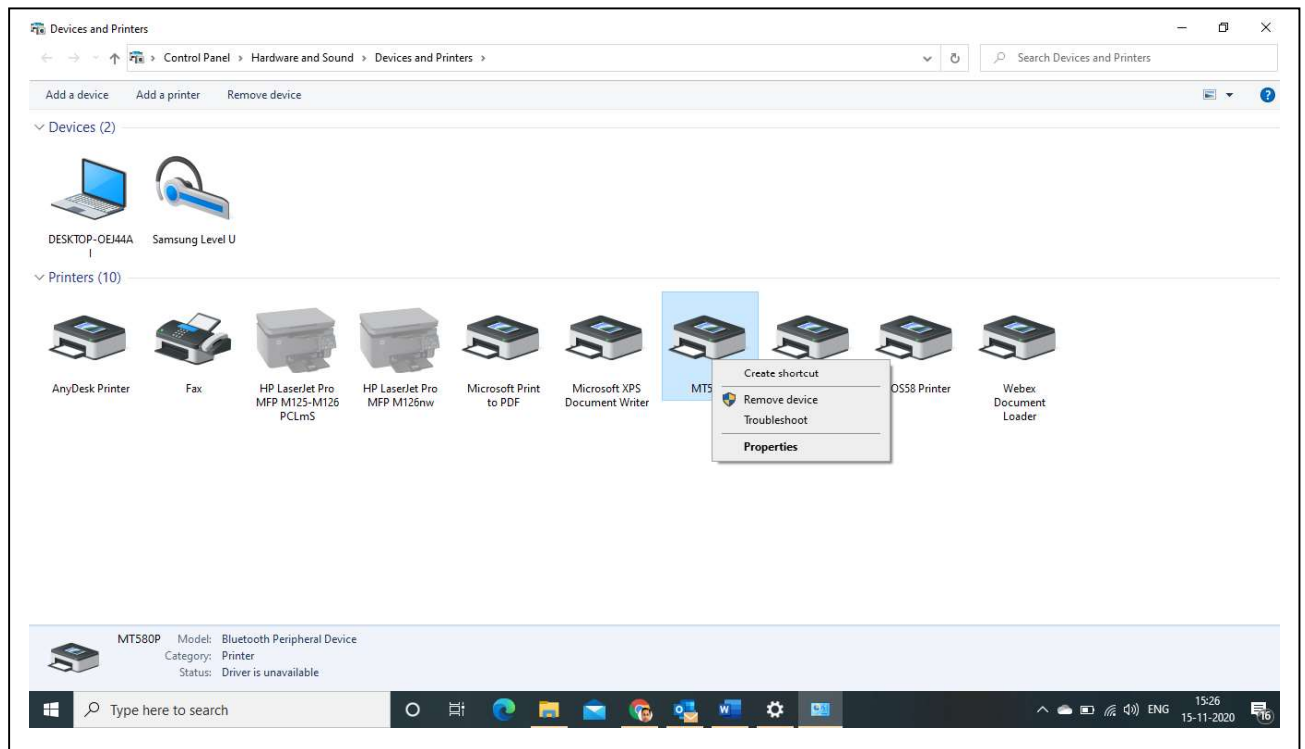 Devices and Printers
Control Panel > Hardware and Sound > Devices and Printers >
Search Devices and Printers
Add a device Add a printer Remove device
Devices (2)
DESKTOP-OEJ44A
I
Samsung Level U
Printers (10)
AnyDesk Printer
Fax
HP LaserJet Pro
MFP M125-M126
PCLmS
HP LaserJet Pro
MFP M126nw
Microsoft Print
to PDF
Microsoft XPS
Document Writer
MT5
OS58 Printer
Webex
Document
Loader
Create shortcut
Remove device
Troubleshoot
Properties
MT580P Model: Bluetooth Peripheral Device
Category: Printer
Status: Driver is unavailable
Type here to search
ENG
15:26
15-11-2020
16